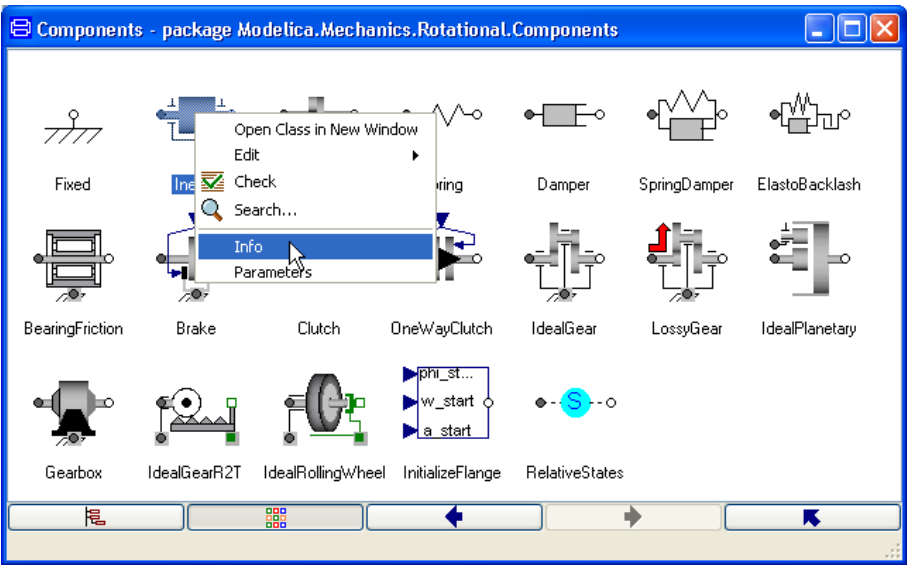 Components - package Modelica.Mechanics.Rotational.Components
Open Class in New Window
Edit
Check
Search...
Info
Parameters
Fixed
Ine
ring
Damper
SpringDamper
ElastoBacklash
BearingFriction
Brake
Clutch
OneWayClutch
IdealGear
LossyGear
IdealPlanetary
phi_st...
w_start
a_start
S
Gearbox
IdealGearR2T
IdealRollingWheel
InitializeFlange
RelativeStates